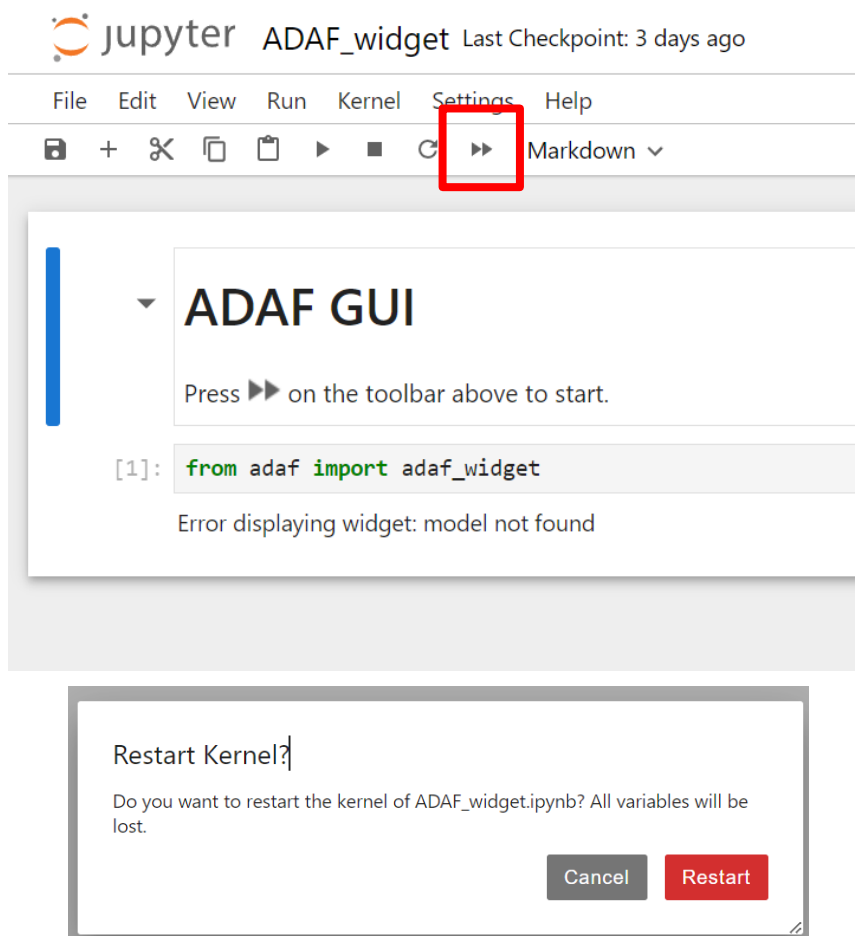 jupyter ADAF_widget Last Checkpoint: 3 days ago
File Edit View Run Kernel Settings Help
Markdown
ADAF GUI
Press on the toolbar above to start.
[1]: from adaf import adaf_widget
Error displaying widget: model not found
Restart Kernel?
Do you want to restart the kernel of ADAF_widget.ipynb? All variables will be
lost.
Cancel Restart